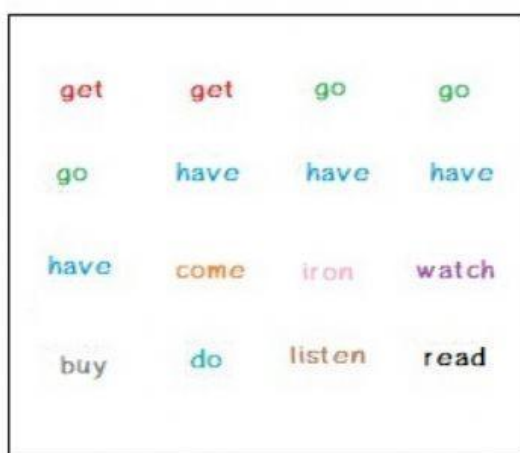 get get go go
go have have have
have come iron watch
buy do listen read